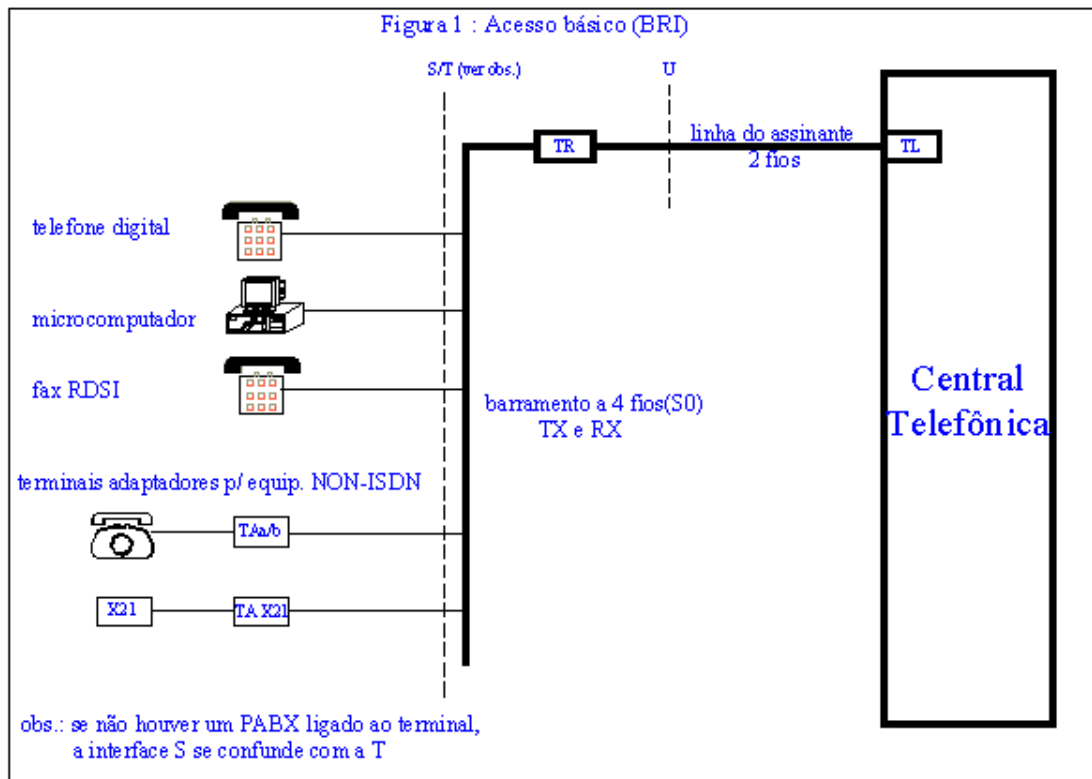 Figura 1 : Acesso básico (BRI)
S/T (ver obs.)
U
TR
linha do assinante
2 fios
TL
telefone digital
microcomputador
fax RDSI
barramento a 4 fios(S0)
TX e RX
Central
Telefônica
terminais adaptadores p/ equip. NON-ISDN
TAa/b
X21
TA X21
obs.: se não houver um PABX ligado ao terminal,
a interface S se confunde com a T